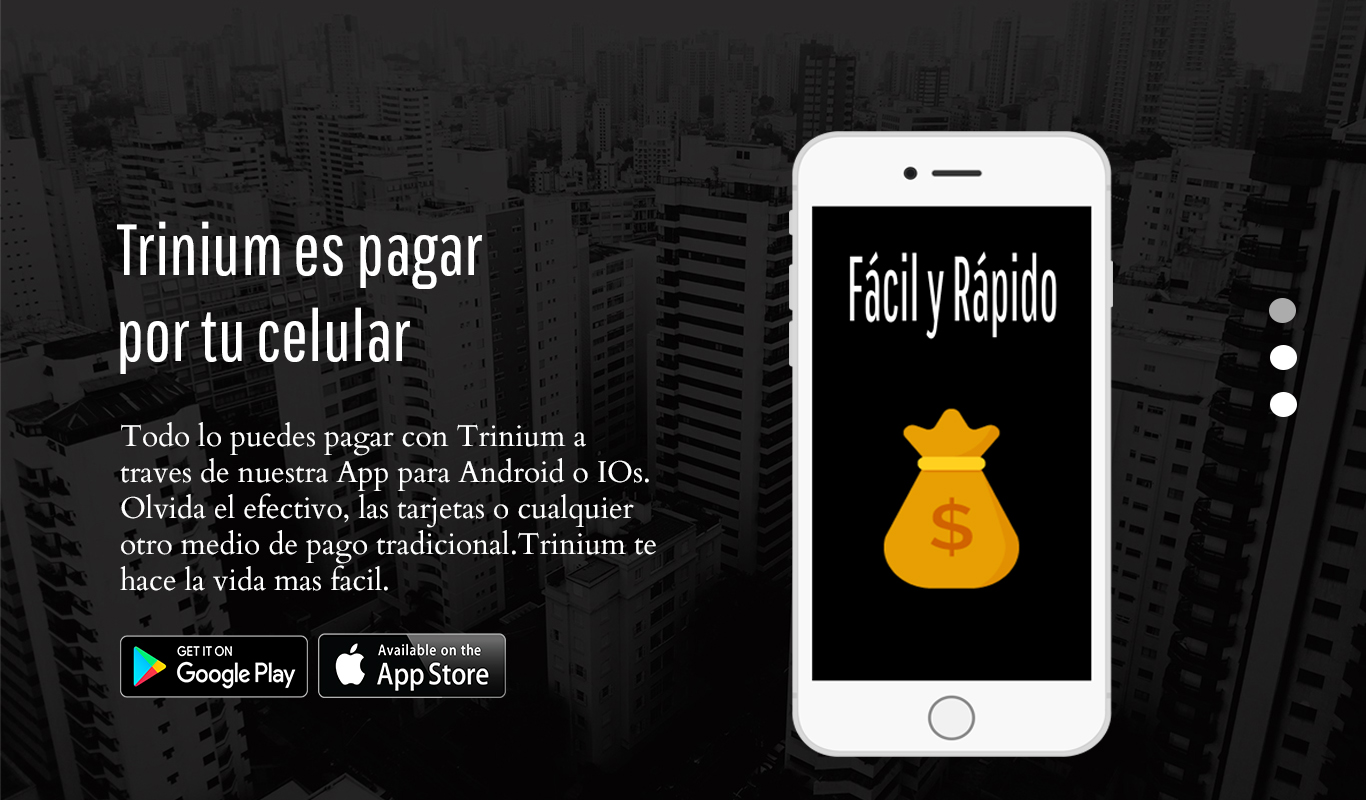 Trinium es pagar
por tu celular
Todo lo puedes pagar con Trinium a
traves de nuestra App para Android o IOs.
Olvida el efectivo, las tarjetas o cualquier
otro medio de pago tradicional.Trinium te
hace la vida mas facil.
GET IT ON
Google Play
Available on the
App Store
Fácil y Rápido
$